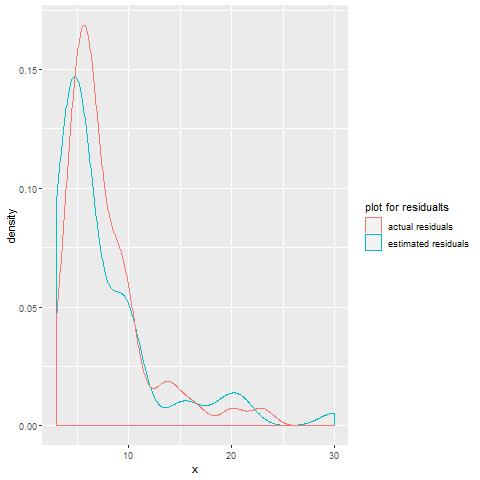 0.15
0.10
0.05
0.00
density
10
20
30
x
plot for residualts
actual residuals
estimated residuals